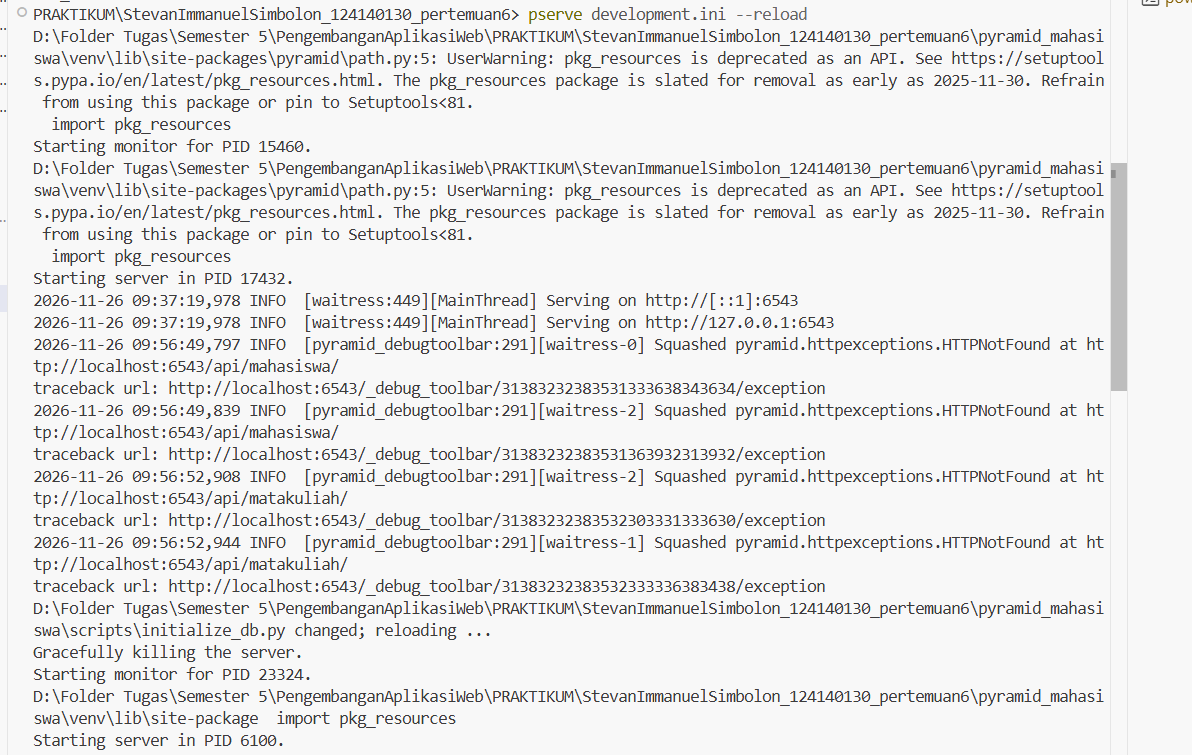 PRAKTIKUM\StevanImmanuelSimbolon_124140130_pertemuan6> pserve development.ini --reload
D:\Folder Tugas\Semester 5\PengembanganAplikasiWeb\PRAKTIKUM\StevanImmanuelSimbolon_124140130_pertemuan6\pyramid_mahasi
swa\venv\lib\site-packages\pyramid\path.py:5: UserWarning: pkg_resources is deprecated as an API. See https://setuptool
s.pypa.io/en/latest/pkg_resources.html. The pkg_resources package is slated for removal as early as 2025-11-30. Refrain
from using this package or pin to Setuptools<81.
import pkg_resources
Starting monitor for PID 15460.
D:\Folder Tugas\Semester 5\PengembanganAplikasiWeb\PRAKTIKUM\StevanImmanuelSimbolon_124140130_pertemuan6\pyramid_mahasi
swa\venv\lib\site-packages\pyramid\path.py:5: UserWarning: pkg_resources is deprecated as an API. See https://setuptool
s.pypa.io/en/latest/pkg_resources.html. The pkg_resources package is slated for removal as early as 2025-11-30. Refrain
from using this package or pin to Setuptools<81.
import pkg_resources
Starting server in PID 17432.
2026-11-26 09:37:19,978 INFO  [waitress:449][MainThread] Serving on http://[::1]:6543
2026-11-26 09:37:19,978 INFO  [waitress:449][MainThread] Serving on http://127.0.0.1:6543
2026-11-26 09:56:49,797 INFO  [pyramid_debugtoolbar:291][waitress-0] Squashed pyramid.httpexceptions.HTTPNotFound at ht
tp://localhost:6543/api/mahasiswa/
traceback url: http://localhost:6543/_debug_toolbar/313832323835313336383436​34/exception
2026-11-26 09:56:49,839 INFO  [pyramid_debugtoolbar:291][waitress-2] Squashed pyramid.httpexceptions.HTTPNotFound at ht
tp://localhost:6543/api/mahasiswa/
traceback url: http://localhost:6543/_debug_toolbar/31383232383531363932313932/exception
2026-11-26 09:56:52,908 INFO  [pyramid_debugtoolbar:291][waitress-2] Squashed pyramid.httpexceptions.HTTPNotFound at ht
tp://localhost:6543/api/matakuliah/
traceback url: http://localhost:6543/_debug_toolbar/31383232383532303331333630/exception
2026-11-26 09:56:52,944 INFO  [pyramid_debugtoolbar:291][waitress-1] Squashed pyramid.httpexceptions.HTTPNotFound at ht
tp://localhost:6543/api/matakuliah/
traceback url: http://localhost:6543/_debug_toolbar/31383232383532333336383438/exception
D:\Folder Tugas\Semester 5\PengembanganAplikasiWeb\PRAKTIKUM\StevanImmanuelSimbolon_124140130_pertemuan6\pyramid_mahasi
swa\scripts\initialize_db.py changed; reloading ...
Gracefully killing the server.
Starting monitor for PID 23324.
D:\Folder Tugas\Semester 5\PengembanganAplikasiWeb\PRAKTIKUM\StevanImmanuelSimbolon_124140130_pertemuan6\pyramid_mahasi
swa\venv\lib\site-package  import pkg_resources
Starting server in PID 6100.